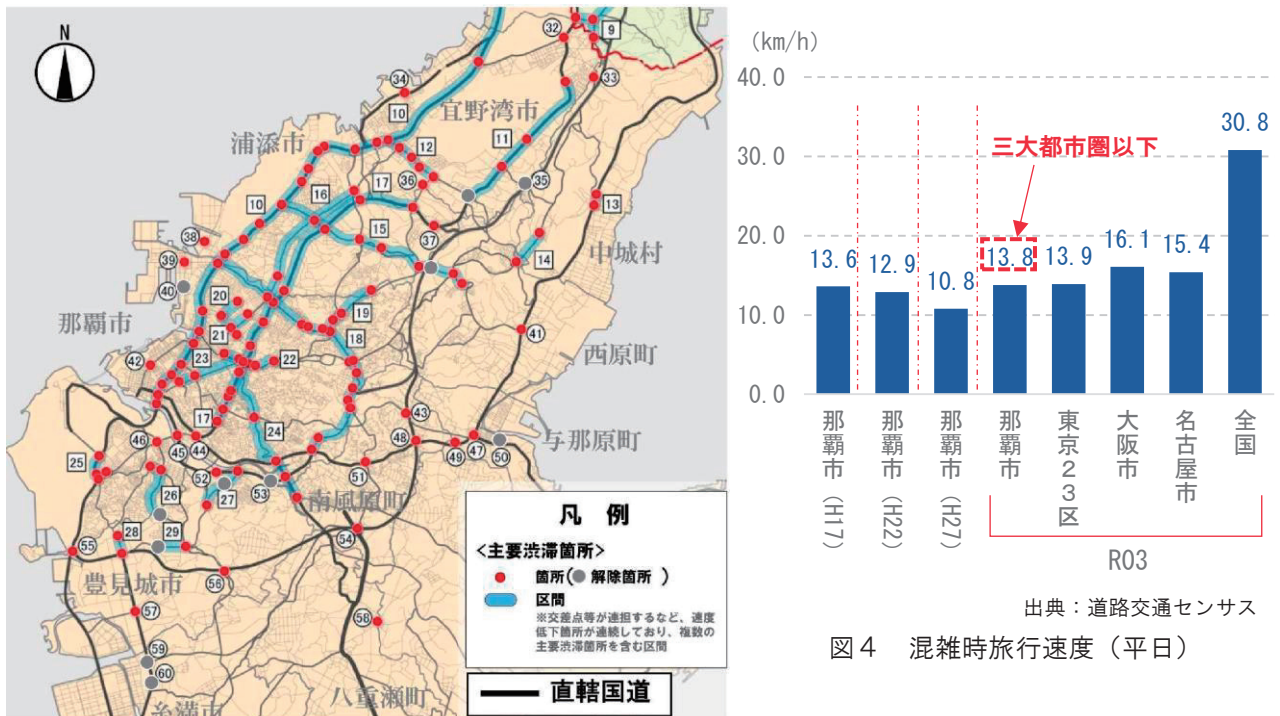 N
32
9
34
33
10
宜野湾市
11
浦添市
12
17
36
35
16
13
10
15
38
37
中城村
39
14
40
20
19
那覇市
21
18
41
42
23
22
西原町
17
43
24
与那原町
46
48
45
44
49
47
50
25
52
51
53
27
26
南風原町
28
29
54
55
豊見城市
56
57
58
59
60
八重瀬町
糸満市
凡 例
<主要渋滞箇所>
箇所(解除箇所)
区間
※交差点等が連担するなど、速度
低下箇所が連続しており、複数の
主要渋滞箇所を含む区間
直轄国道
(km/h)
40.0
30.0
20.0
10.0
0.0
三大都市圏以下
13.6
12.9
10.8
13.8
13.9
16.1
15.4
30.8
那覇市(H17)
那覇市(H22)
那覇市(H27)
那覇市
東京23区
大阪市
名古屋市
全国
R03
出典:道路交通センサス
図4 混雑時旅行速度(平日)